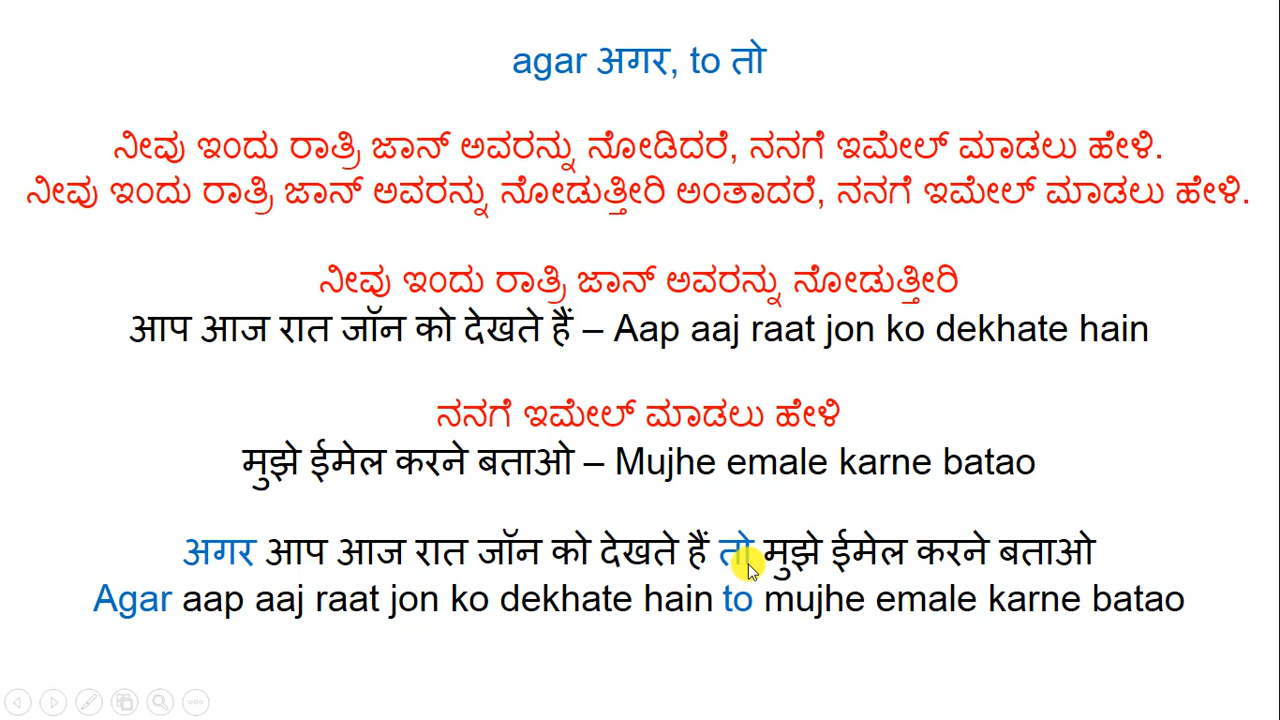 agar अगर, to तो
ನೀವು ಇಂದು ರಾತ್ರಿ ಜಾನ್ ಅವರನ್ನು ನೋಡಿದರೆ, ನನಗೆ ಇಮೇಲ್ ಮಾಡಲು ಹೇಳಿ.
ನೀವು ಇಂದು ರಾತ್ರಿ ಜಾನ್ ಅವರನ್ನು ನೋಡುತ್ತೀರಿ ಅಂತಾದರೆ, ನನಗೆ ಇಮೇಲ್ ಮಾಡಲು ಹೇಳಿ.
ನೀವು ಇಂದು ರಾತ್ರಿ ಜಾನ್ ಅವರನ್ನು ನೋಡುತ್ತೀರಿ
आप आज रात जॉन को देखते हैं – Aap aaj raat jon ko dekhate hain
ನನಗೆ ಇಮೇಲ್ ಮಾಡಲು ಹೇಳಿ
मुझे ईमेल करने बताओ – Mujhe emale karne batao
अगर आप आज रात जॉन को देखते हैं तो मुझे ईमेल करने बताओ
Agar aap aaj raat jon ko dekhate hain to mujhe emale karne batao